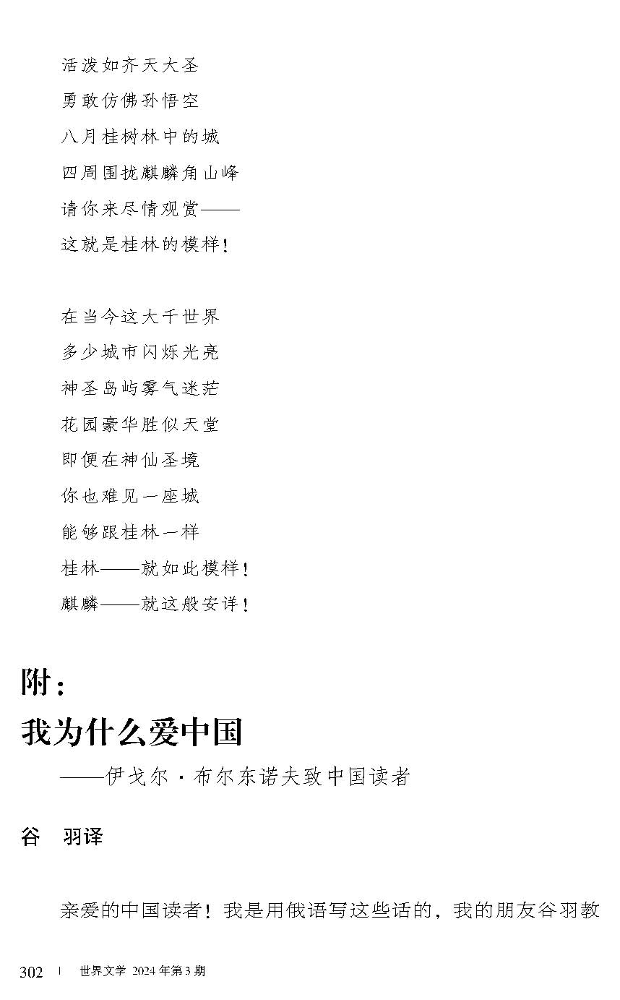 活泼如齐天大圣
勇敢仿佛孙悟空
八月桂树林中的城
四周围拢麒麟角山峰
请你来尽情观赏——
这就是桂林的模样!
在当今这大千世界
多少城市闪烁光亮
神圣岛屿雾气迷茫
花园豪华胜似天堂
即便在神仙圣境
你也难见一座城
能够跟桂林一样
桂林——就如此模样!
麒麟——就这般安详!
附:
我为什么爱中国
——伊戈尔·布尔东诺夫致中国读者
谷 羽译
亲爱的中国读者! 我是用俄语写这些话的, 我的朋友谷羽教
302 | 世界文学 2024年第3期